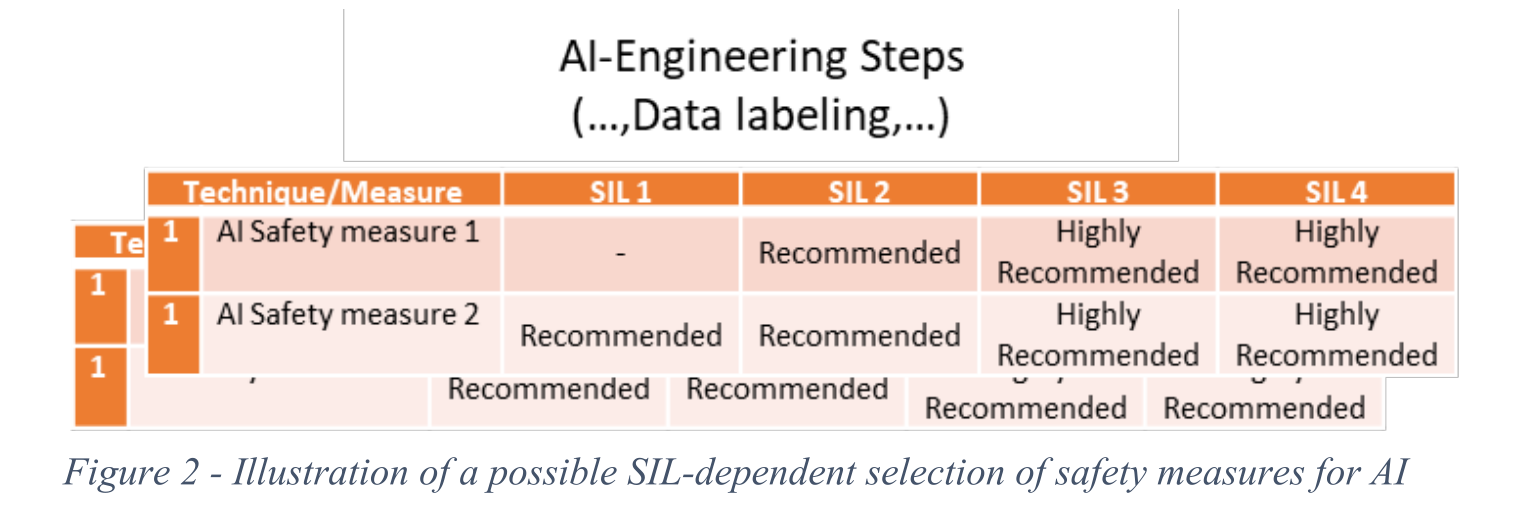 AI-Engineering Steps
(...,Data labeling,...)
Technique/Measure SIL 1 SIL 2 SIL 3 SIL 4
1 AI Safety measure 1 - Recommended Highly Recommended Highly Recommended
1 AI Safety measure 2 Recommended Recommended Highly Recommended Highly Recommended
Te
1
1 Recommended Recommended Recommended Recommended
Figure 2 - Illustration of a possible SIL-dependent selection of safety measures for AI